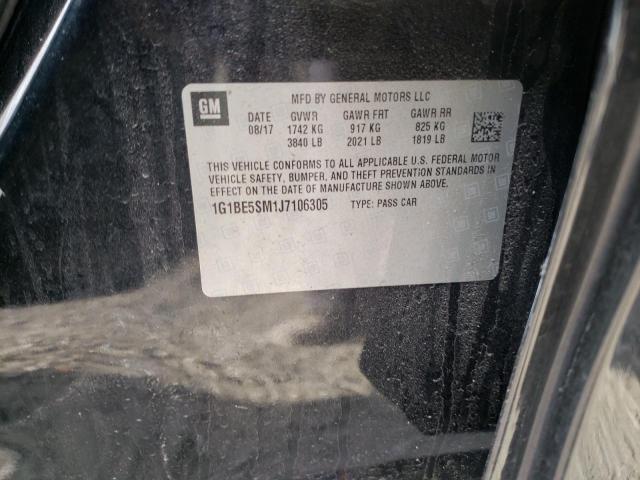 GM MFD BY GENERAL MOTORS LLC
DATE GVWR GAWR FRT GAWR RR
08/17 1742 KG 917 KG 825 KG
3840 LB 2021 LB 1819 LB
THIS VEHICLE CONFORMS TO ALL APPLICABLE U.S. FEDERAL MOTOR
VEHICLE SAFETY, BUMPER, AND THEFT PREVENTION STANDARDS IN
EFFECT ON THE DATE OF MANUFACTURE SHOWN ABOVE.
1G1BE5SM1J7106305 TYPE: PASS CAR